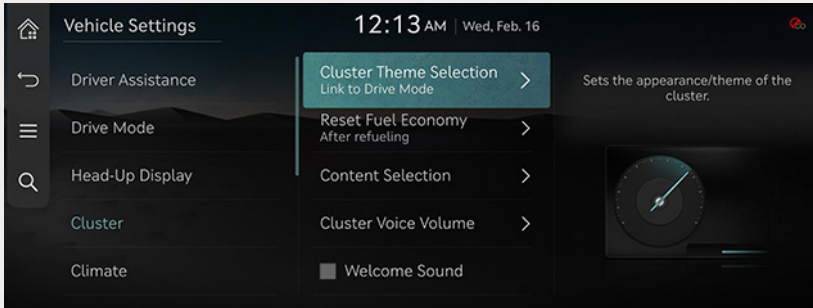 Vehicle Settings
12:13 AM | Wed, Feb. 16
Driver Assistance
Drive Mode
Head-Up Display
Cluster
Climate
Cluster Theme Selection
Link to Drive Mode
Reset Fuel Economy
After refueling
Content Selection
Cluster Voice Volume
Welcome Sound
Sets the appearance/theme of the
cluster.